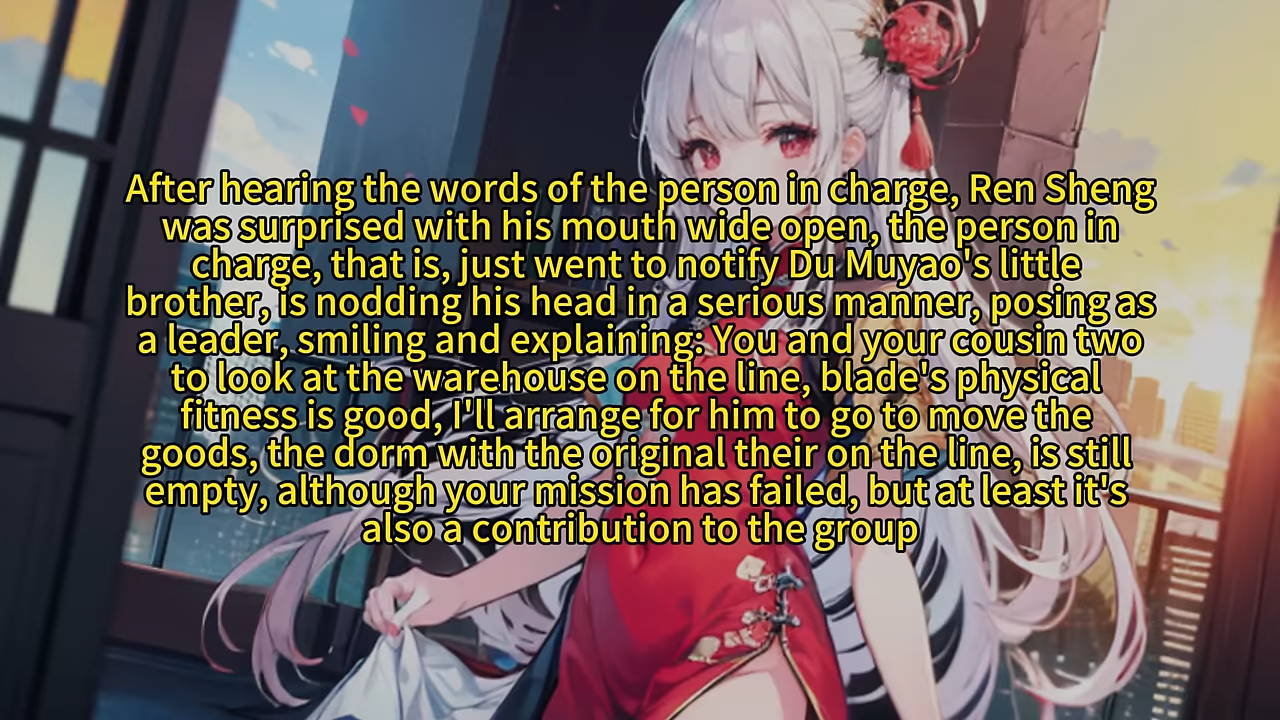 After hearing the words of the person in charge, Ren Sheng
was surprised with his mouth wide open, the person in
charge, that is, just went to notify Du Muyao's little
brother, is nodding his head in a serious manner, posing as
a leader, smiling and explaining: You and your cousin two
to look at the warehouse on the line, blade's physical
fitness is good, I'll arrange for him to go to move the
goods, the dorm with the original their on the line, is still
empty, although your mission has failed, but at least it's
also a contribution to the group